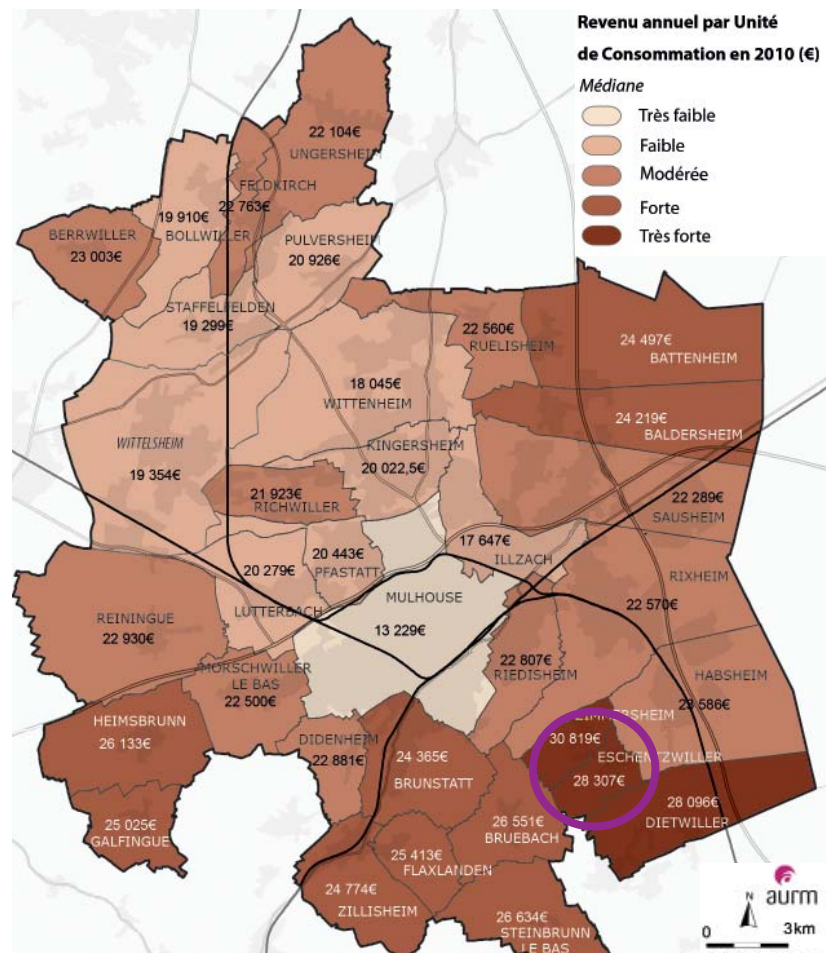 Revenu annuel par Unité
de Consommation en 2010 (€)
Médiane
Très faible
Faible
Modérée
Forte
Très forte
22 104€
UNGERSHEIM
FELDKIRCH
22 763€
19 910€
BOLLWILLER
BERRWILLER
23 003€
PULVERSHEIM
20 926€
STAFFELFELDEN
19 299€
22 560€
RUELISHEIM
24 497€
BATTENHEIM
18 045€
WITTENHEIM
24 219€
BALDERSHEIM
WITTELSHEIM
19 354€
KINGERSHEIM
20 022,5€
21 923€
RICHWILLER
22 289€
SAUSHEIM
17 647€
ILLZACH
20 443€
PFASTATT
20 279€
LUTTERBACH
RIXHEIM
22 570€
MULHOUSE
13 229€
REININGUE
22 930€
22 807€
RIEDISHEIM
MORSCHWILLER
LE BAS
22 500€
HABSHEIM
23 586€
ZIMMERSHEIM
30 819€
HEIMSBRUNN
26 133€
DIDENHEIM
22 881€
24 365€
BRUNSTATT
ESCHENTZWILLER
28 307€
28 096€
DIETWILLER
25 025€
GALFINGUE
26 551€
BRUEBACH
25 413€
FLAXLANDEN
24 774€
ZILLISHEIM
26 634€
STEINBRUNN
LE BAS
aurm
N
0 3km